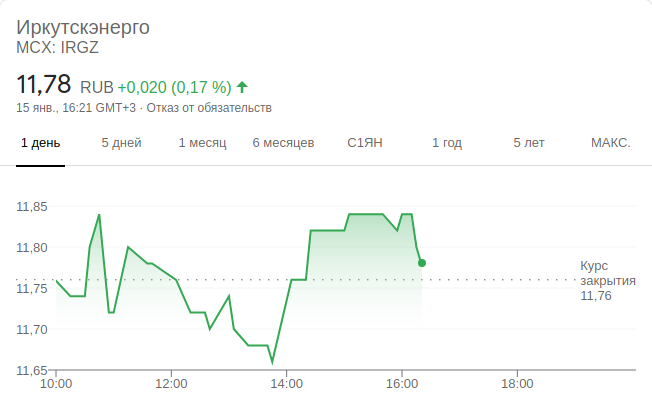 Иркутскэнерго
MCX: IRGZ
11,78 RUB +0,020 (0,17 %)
15 янв., 16:21 GMT+3 · Отказ от обязательств
1 день 5 дней 1 месяц 6 месяцев С1ЯН 1 год 5 лет МАКС.
11,85
11,80
11,75
11,70
11,65
Курс
закрытия
11,76
10:00 12:00 14:00 16:00 18:00